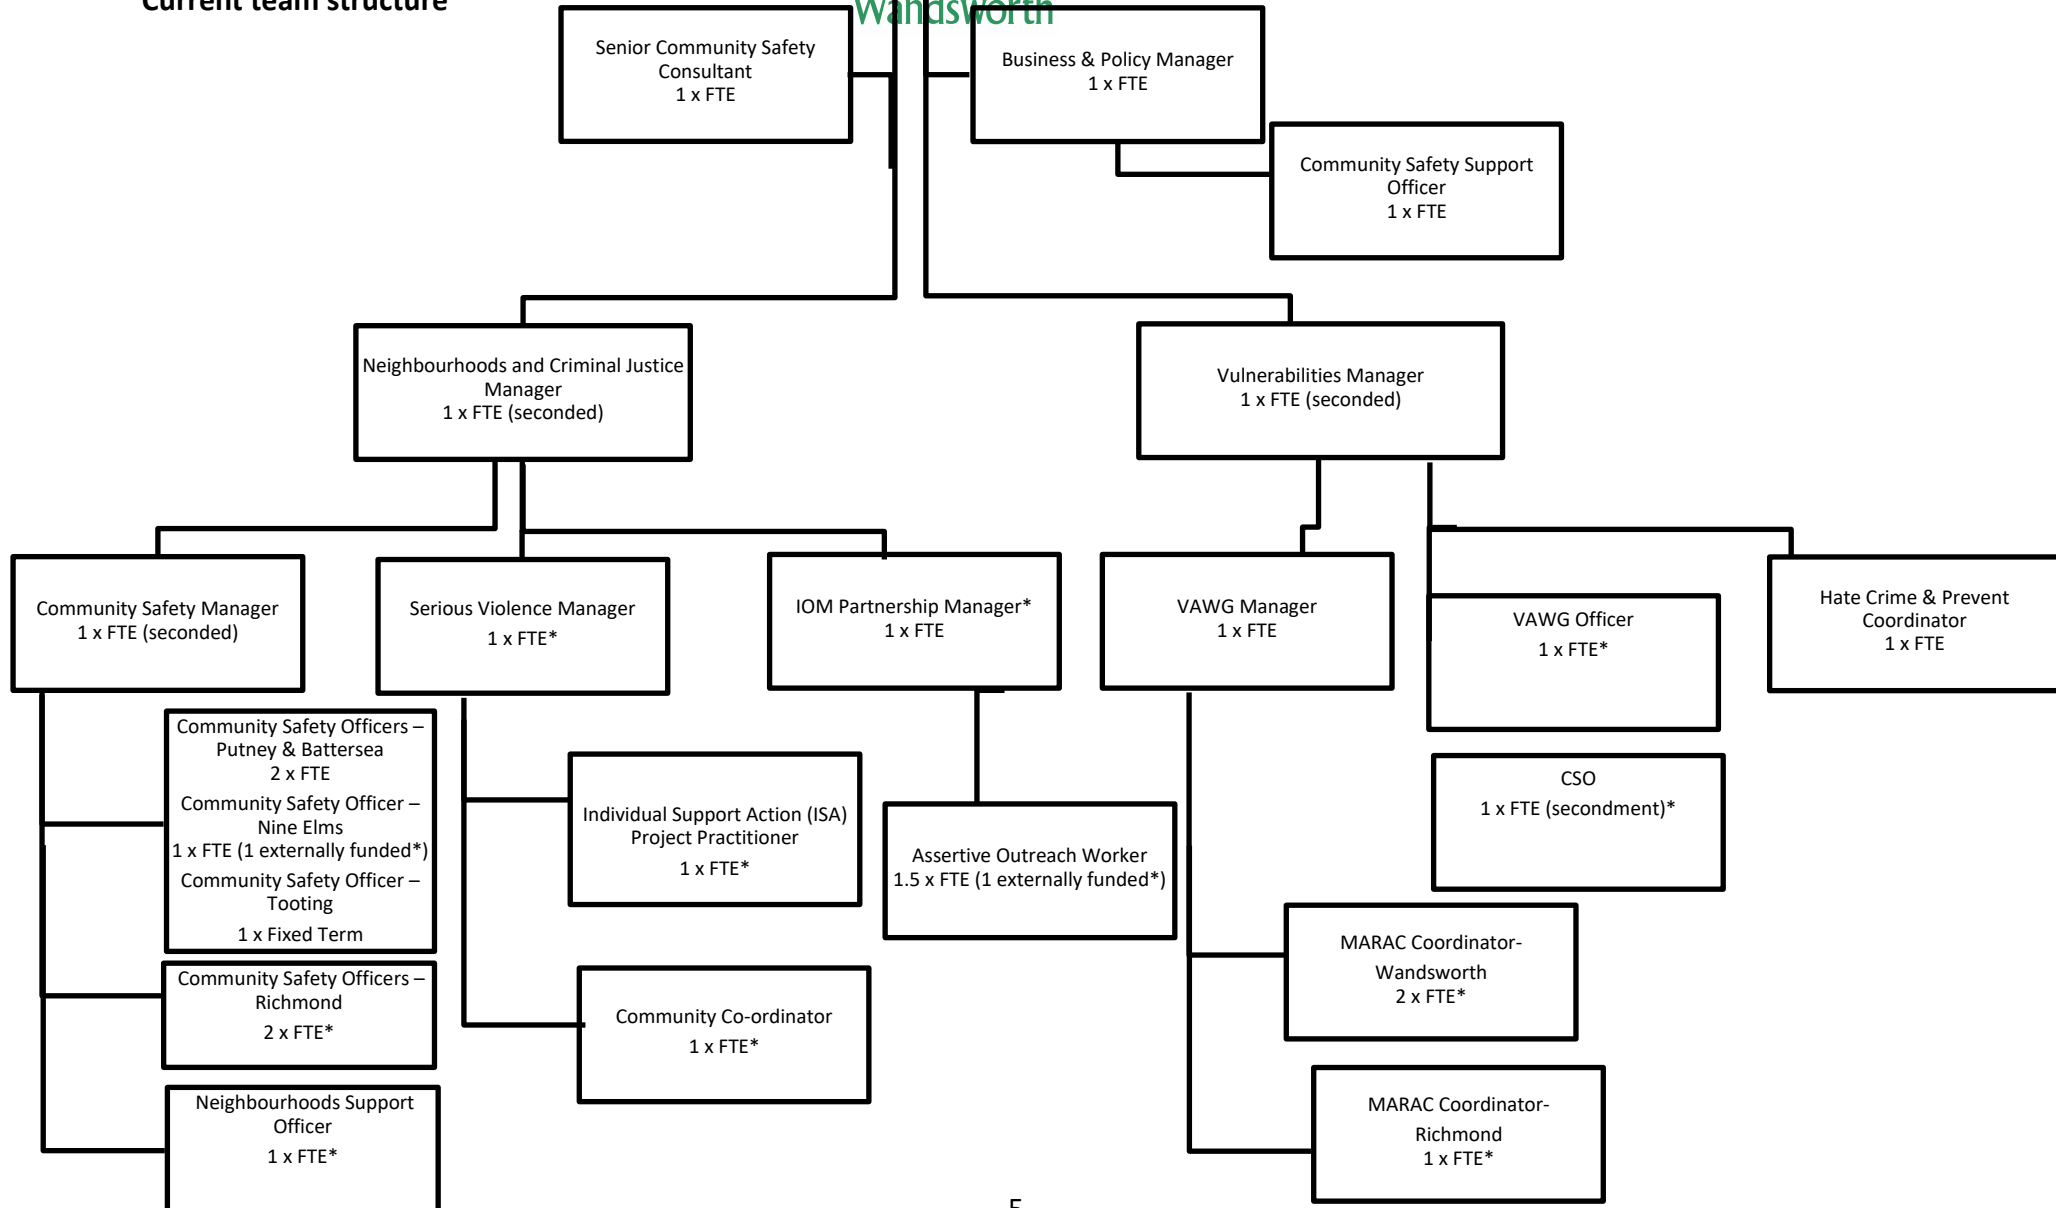 Current team structure
Wandsworth
Senior Community Safety
Consultant
1 x FTE
Business & Policy Manager
1 x FTE
Community Safety Support
Officer
1 x FTE
Neighbourhoods and Criminal Justice
Manager
1 x FTE (seconded)
Vulnerabilities Manager
1 x FTE (seconded)
Community Safety Manager
1 x FTE (seconded)
Serious Violence Manager
1 x FTE*
IOM Partnership Manager*
1 x FTE
VAWG Manager
1 x FTE
VAWG Officer
1 x FTE*
Hate Crime & Prevent
Coordinator
1 x FTE
Community Safety Officers –
Putney & Battersea
2 x FTE
Community Safety Officer –
Nine Elms
1 x FTE (1 externally funded*)
Community Safety Officer –
Tooting
1 x Fixed Term
Individual Support Action (ISA)
Project Practitioner
1 x FTE*
Assertive Outreach Worker
1.5 x FTE (1 externally funded*)
CSO
1 x FTE (secondment)*
Community Safety Officers –
Richmond
2 x FTE*
Community Co-ordinator
1 x FTE*
MARAC Coordinator-
Wandsworth
2 x FTE*
Neighbourhoods Support
Officer
1 x FTE*
MARAC Coordinator-
Richmond
1 x FTE*